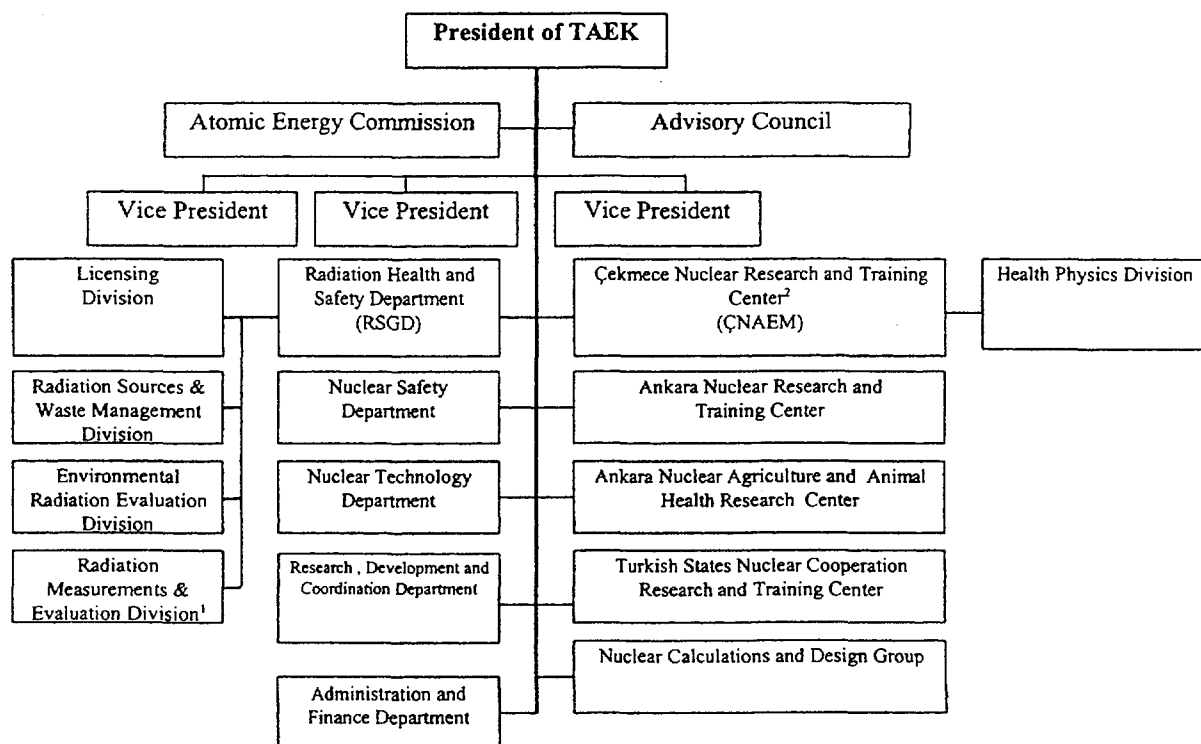 President of TAEK
Atomic Energy Commission
Advisory Council
Vice President
Vice President
Vice President
Licensing
Division
Radiation Health and
Safety Department
(RSGD)
Çekmece Nuclear Research and Training
Center²
(ÇNAEM)
Health Physics Division
Radiation Sources &
Waste Management
Division
Nuclear Safety
Department
Ankara Nuclear Research and
Training Center
Environmental
Radiation Evaluation
Division
Nuclear Technology
Department
Ankara Nuclear Agriculture and Animal
Health Research Center
Radiation
Measurements &
Evaluation Division¹
Research , Development and
Coordination Department
Turkish States Nuclear Cooperation
Research and Training Center
Nuclear Calculations and Design Group
Administration and
Finance Department